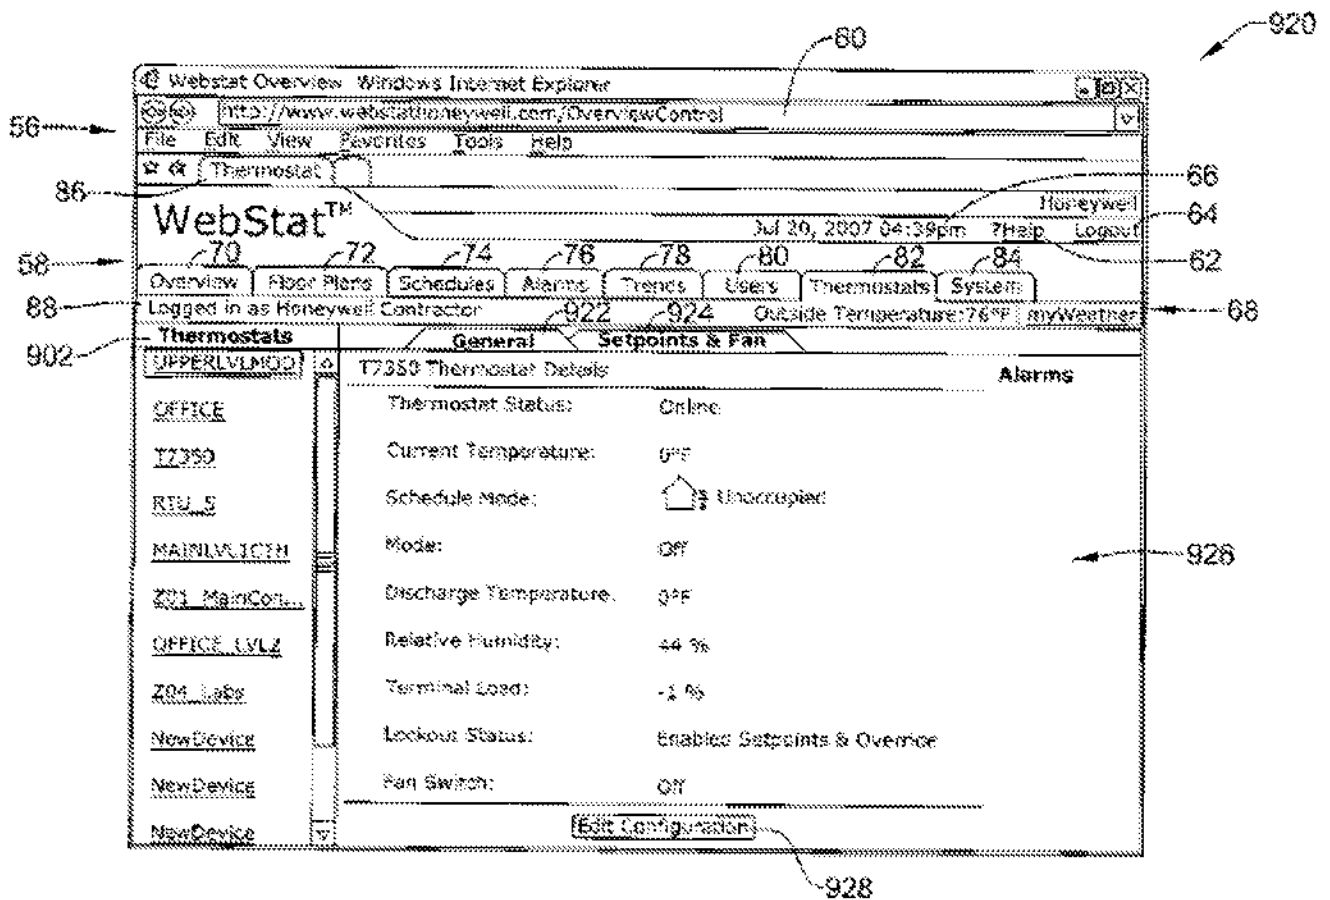 920
60
Webstat Overview Windows Internet Explorer
http://www.webstathoneywell.com/OverviewControl
56
File Edit View Favorites Tools Help
Thermostat
86
66
Honeywell
WebStat™
64
Jul 20, 2007 04:39pm ?Help Logout
58
70 72 74 76 78 80 82 84
62
Overview Floor Plans Schedules Alarms Trends Users Thermostats System
88
Logged in as Honeywell Contractor
922 924
Outside Temperature:76°F myWeather
68
902
Thermostats
General Setpoints & Fan
UPPERLVLMOD
T7350 Thermostat Details
Alarms
OFFICE
Thermostat Status: Online
T7350
Current Temperature: 0°F
RTU_5
Schedule Mode: Unoccupied
MAINLVLICTH
Mode: Off
926
Z01_MainCon...
Discharge Temperature: 0°F
OFFICE_LVL2
Relative Humidity: 44 %
Z04_Labs
Terminal Load: -1 %
NewDevice
Lockout Status: Enabled Setpoints & Override
NewDevice
Fan Switch: Off
NewDevice
Edit Configuration
928